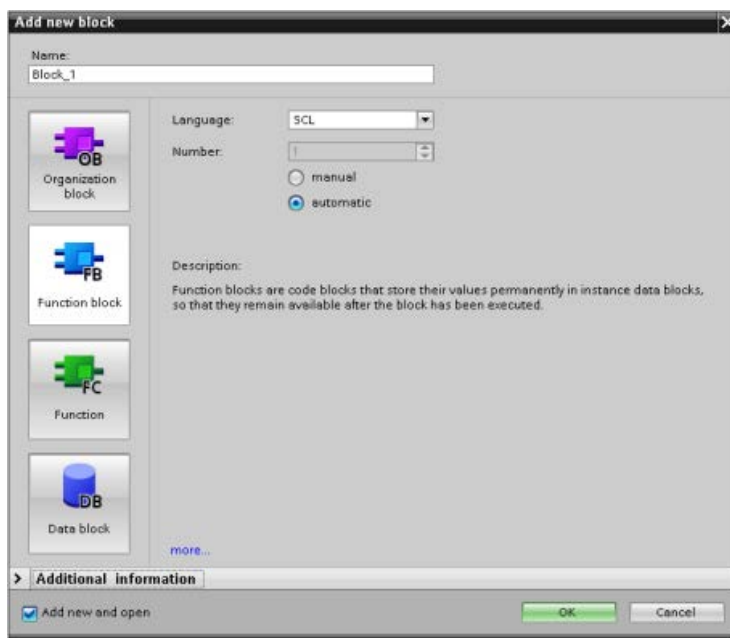 Add new block
Name:
Block_1
OB
Organization
block
FB
Function block
FC
Function
DB
Data block
Language:
SCL
Number:
1
manual
automatic
Description:
Function blocks are code blocks that store their values permanently in instance data blocks,
so that they remain available after the block has been executed.
more...
Additional information
Add new and open
OK
Cancel